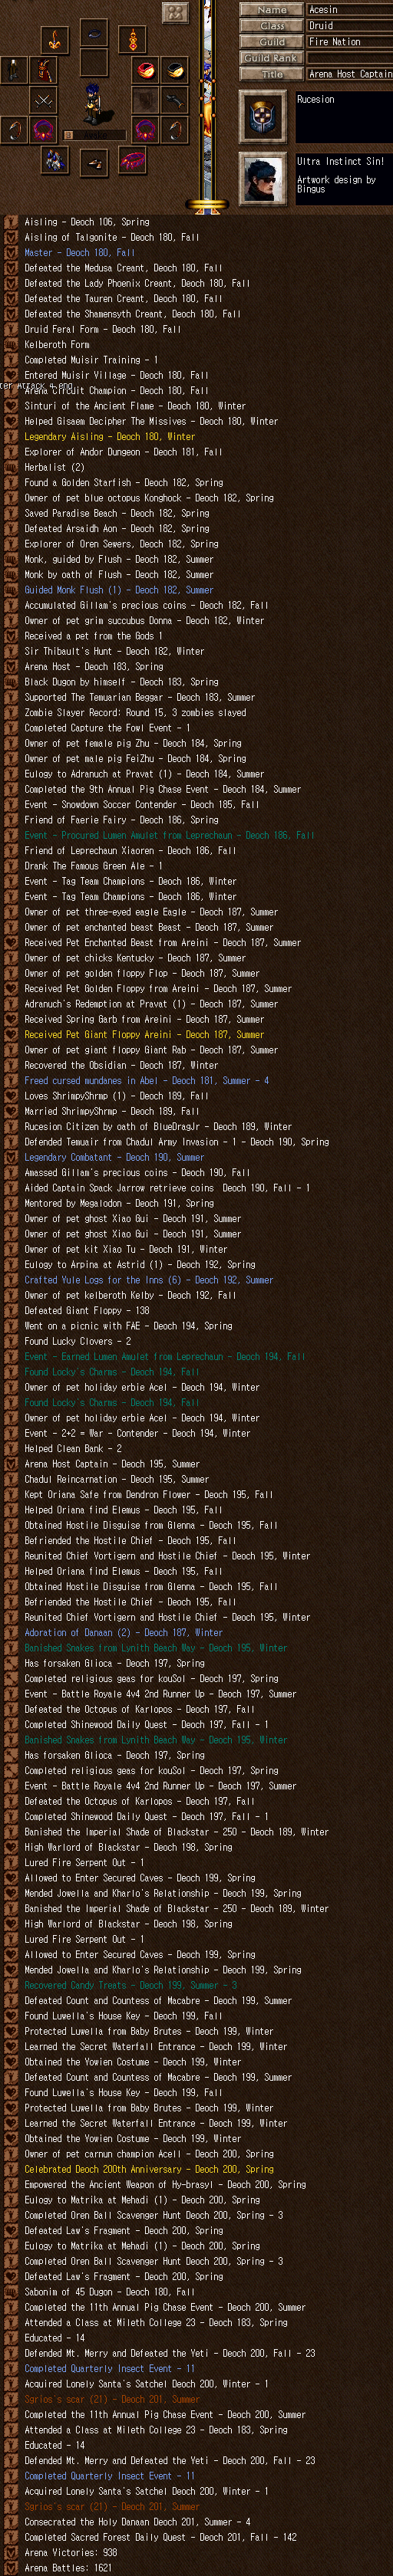 Name Acesin
Class Druid
Guild Fire Nation
Guild Rank
Title Arena Host Captain
Rucesion
Ultra Instinct Sin!
Artwork design by
Bingus
Aisling - Deoch 106, Spring
Aisling of Talgonite - Deoch 180, Fall
Master - Deoch 180, Fall
Defeated the Medusa Creant, Deoch 180, Fall
Defeated the Lady Phoenix Creant, Deoch 180, Fall
Defeated the Tauren Creant, Deoch 180, Fall
Defeated the Shamensyth Creant, Deoch 180, Fall
Druid Feral Form - Deoch 180, Fall
Kelberoth Form
Completed Muisir Training - 1
Entered Muisir Village - Deoch 180, Fall
ter Attack 4 end
Arena Circuit Champion - Deoch 180, Fall
Sinturi of the Ancient Flame - Deoch 180, Winter
Helped Gissem Decipher The Missives - Deoch 180, Winter
Legendary Aisling - Deoch 180, Winter
Explorer of Andor Dungeon - Deoch 181, Fall
Herbalist (2)
Found a Golden Starfish - Deoch 182, Spring
Owner of pet blue octopus Konghock - Deoch 182, Spring
Saved Paradise Beach - Deoch 182, Spring
Defeated Arsaidh Aon - Deoch 182, Spring
Explorer of Oren Sewers, Deoch 182, Spring
Monk, guided by Flush - Deoch 182, Summer
Monk by oath of Flush - Deoch 182, Summer
Guided Monk Flush (1) - Deoch 182, Summer
Accumulated Gillam's precious coins - Deoch 182, Fall
Owner of pet grim succubus Donna - Deoch 182, Winter
Received a pet from the Gods 1
Sir Thibault's Hunt - Deoch 182, Winter
Arena Host - Deoch 183, Spring
Black Dugon by himself - Deoch 183, Spring
Supported The Temuarian Beggar - Deoch 183, Summer
Zombie Slayer Record: Round 15, 3 zombies slayed
Completed Capture the Fowl Event - 1
Owner of pet female pig Zhu - Deoch 184, Spring
Owner of pet male pig FeiZhu - Deoch 184, Spring
Eulogy to Adranuch at Pravat (1) - Deoch 184, Summer
Completed the 9th Annual Pig Chase Event - Deoch 184, Summer
Event - Snowdown Soccer Contender - Deoch 185, Fall
Friend of Faerie Fairy - Deoch 186, Spring
Event - Procured Lumen Amulet from Leprechaun - Deoch 186, Fall
Friend of Leprechaun Xiaoren - Deoch 186, Fall
Drank The Famous Green Ale - 1
Event - Tag Team Champions - Deoch 186, Winter
Event - Tag Team Champions - Deoch 186, Winter
Owner of pet three-eyed eagle Eagle - Deoch 187, Summer
Owner of pet enchanted beast Beast - Deoch 187, Summer
Received Pet Enchanted Beast from Areini - Deoch 187, Summer
Owner of pet chicks Kentucky - Deoch 187, Summer
Owner of pet golden floppy Flop - Deoch 187, Summer
Received Pet Golden Floppy from Areini - Deoch 187, Summer
Adranuch's Redemption at Pravat (1) - Deoch 187, Summer
Received Spring Garb from Areini - Deoch 187, Summer
Received Pet Giant Floppy Areini - Deoch 187, Summer
Owner of pet giant floppy Giant Rab - Deoch 187, Summer
Recovered the Obsidian - Deoch 187, Winter
Freed cursed mundanes in Abel - Deoch 181, Summer - 4
Loves ShrimpyShrmp (1) - Deoch 189, Fall
Married ShrimpyShrmp - Deoch 189, Fall
Rucesion Citizen by oath of BlueDragJr - Deoch 189, Winter
Defended Temuair from Chadul Army Invasion - 1 - Deoch 190, Spring
Legendary Combatant - Deoch 190, Summer
Amassed Gillam's precious coins - Deoch 190, Fall
Aided Captain Spack Jarrow retrieve coins  Deoch 190, Fall - 1
Mentored by Megalodon - Deoch 191, Spring
Owner of pet ghost Xiao Gui - Deoch 191, Summer
Owner of pet ghost Xiao Gui - Deoch 191, Summer
Owner of pet kit Xiao Tu - Deoch 191, Winter
Eulogy to Arpina at Astrid (1) - Deoch 192, Spring
Crafted Yule Logs for the Inns (6) - Deoch 192, Summer
Owner of pet kelberoth Kelby - Deoch 192, Fall
Defeated Giant Floppy - 138
Went on a picnic with FAE - Deoch 194, Spring
Found Lucky Clovers - 2
Event - Earned Lumen Amulet from Leprechaun - Deoch 194, Fall
Found Locky's Charms - Deoch 194, Fall
Owner of pet holiday erbie Acel - Deoch 194, Winter
Found Locky's Charms - Deoch 194, Fall
Owner of pet holiday erbie Acel - Deoch 194, Winter
Event - 2+2 = War - Contender - Deoch 194, Winter
Helped Clean Bank - 2
Arena Host Captain - Deoch 195, Summer
Chadul Reincarnation - Deoch 195, Summer
Kept Oriana Safe from Dendron Flower - Deoch 195, Fall
Helped Oriana find Elemus - Deoch 195, Fall
Obtained Hostile Disguise from Glenna - Deoch 195, Fall
Befriended the Hostile Chief - Deoch 195, Fall
Reunited Chief Vortigern and Hostile Chief - Deoch 195, Winter
Helped Oriana find Elemus - Deoch 195, Fall
Obtained Hostile Disguise from Glenna - Deoch 195, Fall
Befriended the Hostile Chief - Deoch 195, Fall
Reunited Chief Vortigern and Hostile Chief - Deoch 195, Winter
Adoration of Danaan (2) - Deoch 187, Winter
Banished Snakes from Lynith Beach Way - Deoch 195, Winter
Has forsaken Glioca - Deoch 197, Spring
Completed religious geas for kouSol - Deoch 197, Spring
Event - Battle Royale 4v4 2nd Runner Up - Deoch 197, Summer
Defeated the Octopus of Karlopos - Deoch 197, Fall
Completed Shinewood Daily Quest - Deoch 197, Fall - 1
Banished Snakes from Lynith Beach Way - Deoch 195, Winter
Has forsaken Glioca - Deoch 197, Spring
Completed religious geas for kouSol - Deoch 197, Spring
Event - Battle Royale 4v4 2nd Runner Up - Deoch 197, Summer
Defeated the Octopus of Karlopos - Deoch 197, Fall
Completed Shinewood Daily Quest - Deoch 197, Fall - 1
Banished the Imperial Shade of Blackstar - 250 - Deoch 189, Winter
High Warlord of Blackstar - Deoch 198, Spring
Lured Fire Serpent Out - 1
Allowed to Enter Secured Caves - Deoch 199, Spring
Mended Jowella and Kharlo's Relationship - Deoch 199, Spring
Banished the Imperial Shade of Blackstar - 250 - Deoch 189, Winter
High Warlord of Blackstar - Deoch 198, Spring
Lured Fire Serpent Out - 1
Allowed to Enter Secured Caves - Deoch 199, Spring
Mended Jowella and Kharlo's Relationship - Deoch 199, Spring
Recovered Candy Treats - Deoch 199, Summer - 3
Defeated Count and Countess of Macabre - Deoch 199, Summer
Found Luwella's House Key - Deoch 199, Fall
Protected Luwella from Baby Brutes - Deoch 199, Winter
Learned the Secret Waterfall Entrance - Deoch 199, Winter
Obtained the Yowien Costume - Deoch 199, Winter
Defeated Count and Countess of Macabre - Deoch 199, Summer
Found Luwella's House Key - Deoch 199, Fall
Protected Luwella from Baby Brutes - Deoch 199, Winter
Learned the Secret Waterfall Entrance - Deoch 199, Winter
Obtained the Yowien Costume - Deoch 199, Winter
Owner of pet carnun champion Acell - Deoch 200, Spring
Celebrated Deoch 200th Anniversary - Deoch 200, Spring
Empowered the Ancient Weapon of Hy-brasyl - Deoch 200, Spring
Eulogy to Matrika at Mehadi (1) - Deoch 200, Spring
Completed Oren Ball Scavenger Hunt Deoch 200, Spring - 3
Defeated Law's Fragment - Deoch 200, Spring
Eulogy to Matrika at Mehadi (1) - Deoch 200, Spring
Completed Oren Ball Scavenger Hunt Deoch 200, Spring - 3
Defeated Law's Fragment - Deoch 200, Spring
Sabonim of 45 Dugon - Deoch 180, Fall
Completed the 11th Annual Pig Chase Event - Deoch 200, Summer
Attended a Class at Mileth College 23 - Deoch 183, Spring
Educated - 14
Defended Mt. Merry and Defeated the Yeti - Deoch 200, Fall - 23
Completed Quarterly Insect Event - 11
Acquired Lonely Santa's Satchel Deoch 200, Winter - 1
Sgrios's scar (21) - Deoch 201, Summer
Completed the 11th Annual Pig Chase Event - Deoch 200, Summer
Attended a Class at Mileth College 23 - Deoch 183, Spring
Educated - 14
Defended Mt. Merry and Defeated the Yeti - Deoch 200, Fall - 23
Completed Quarterly Insect Event - 11
Acquired Lonely Santa's Satchel Deoch 200, Winter - 1
Sgrios's scar (21) - Deoch 201, Summer
Consecrated the Holy Danaan Deoch 201, Summer - 4
Completed Sacred Forest Daily Quest - Deoch 201, Fall - 142
Arena Victories: 938
Arena Battles: 1621